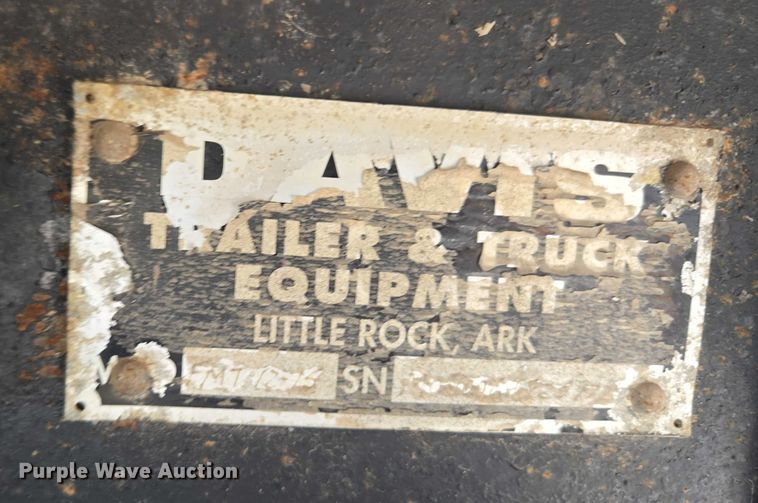 DAVIS
TRAILER & TRUCK
EQUIPMENT
LITTLE ROCK, ARK
SN
Purple Wave Auction